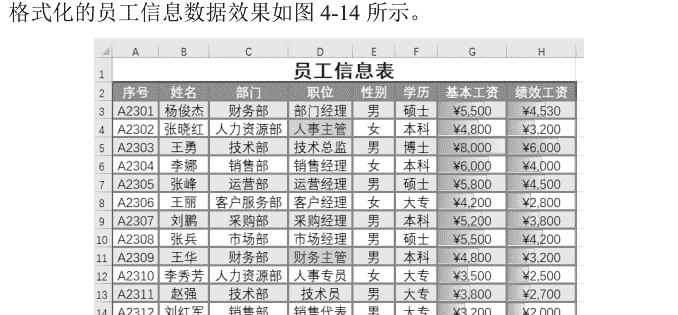 格式化的员工信息数据效果如图 4-14 所示。
A B C D E F G H
1 员工信息表
2 序号 姓名 部门 职位 性别 学历 基本工资 绩效工资
3 A2301 杨俊杰 财务部 部门经理 男 硕士 ¥5,500 ¥4,530
4 A2302 张晓红 人力资源部 人事主管 女 本科 ¥4,800 ¥3,200
5 A2303 王勇 技术部 技术总监 男 博士 ¥8,000 ¥6,000
6 A2304 李娜 销售部 销售经理 女 本科 ¥6,000 ¥4,000
7 A2305 张峰 运营部 运营经理 男 硕士 ¥5,800 ¥4,500
8 A2306 王丽 客户服务部 客户经理 女 大专 ¥4,200 ¥2,800
9 A2307 刘鹏 采购部 采购经理 男 本科 ¥5,200 ¥3,800
10 A2308 张兵 市场部 市场经理 男 硕士 ¥5,500 ¥4,200
11 A2309 王华 财务部 财务主管 男 本科 ¥4,800 ¥3,200
12 A2310 李秀芳 人力资源部 人事专员 女 大专 ¥3,500 ¥2,500
13 A2311 赵强 技术部 技术员 男 大专 ¥3,800 ¥2,700
14 A2312 刘红军 销售部 销售代表 男 大专 ¥3,200 ¥2,000